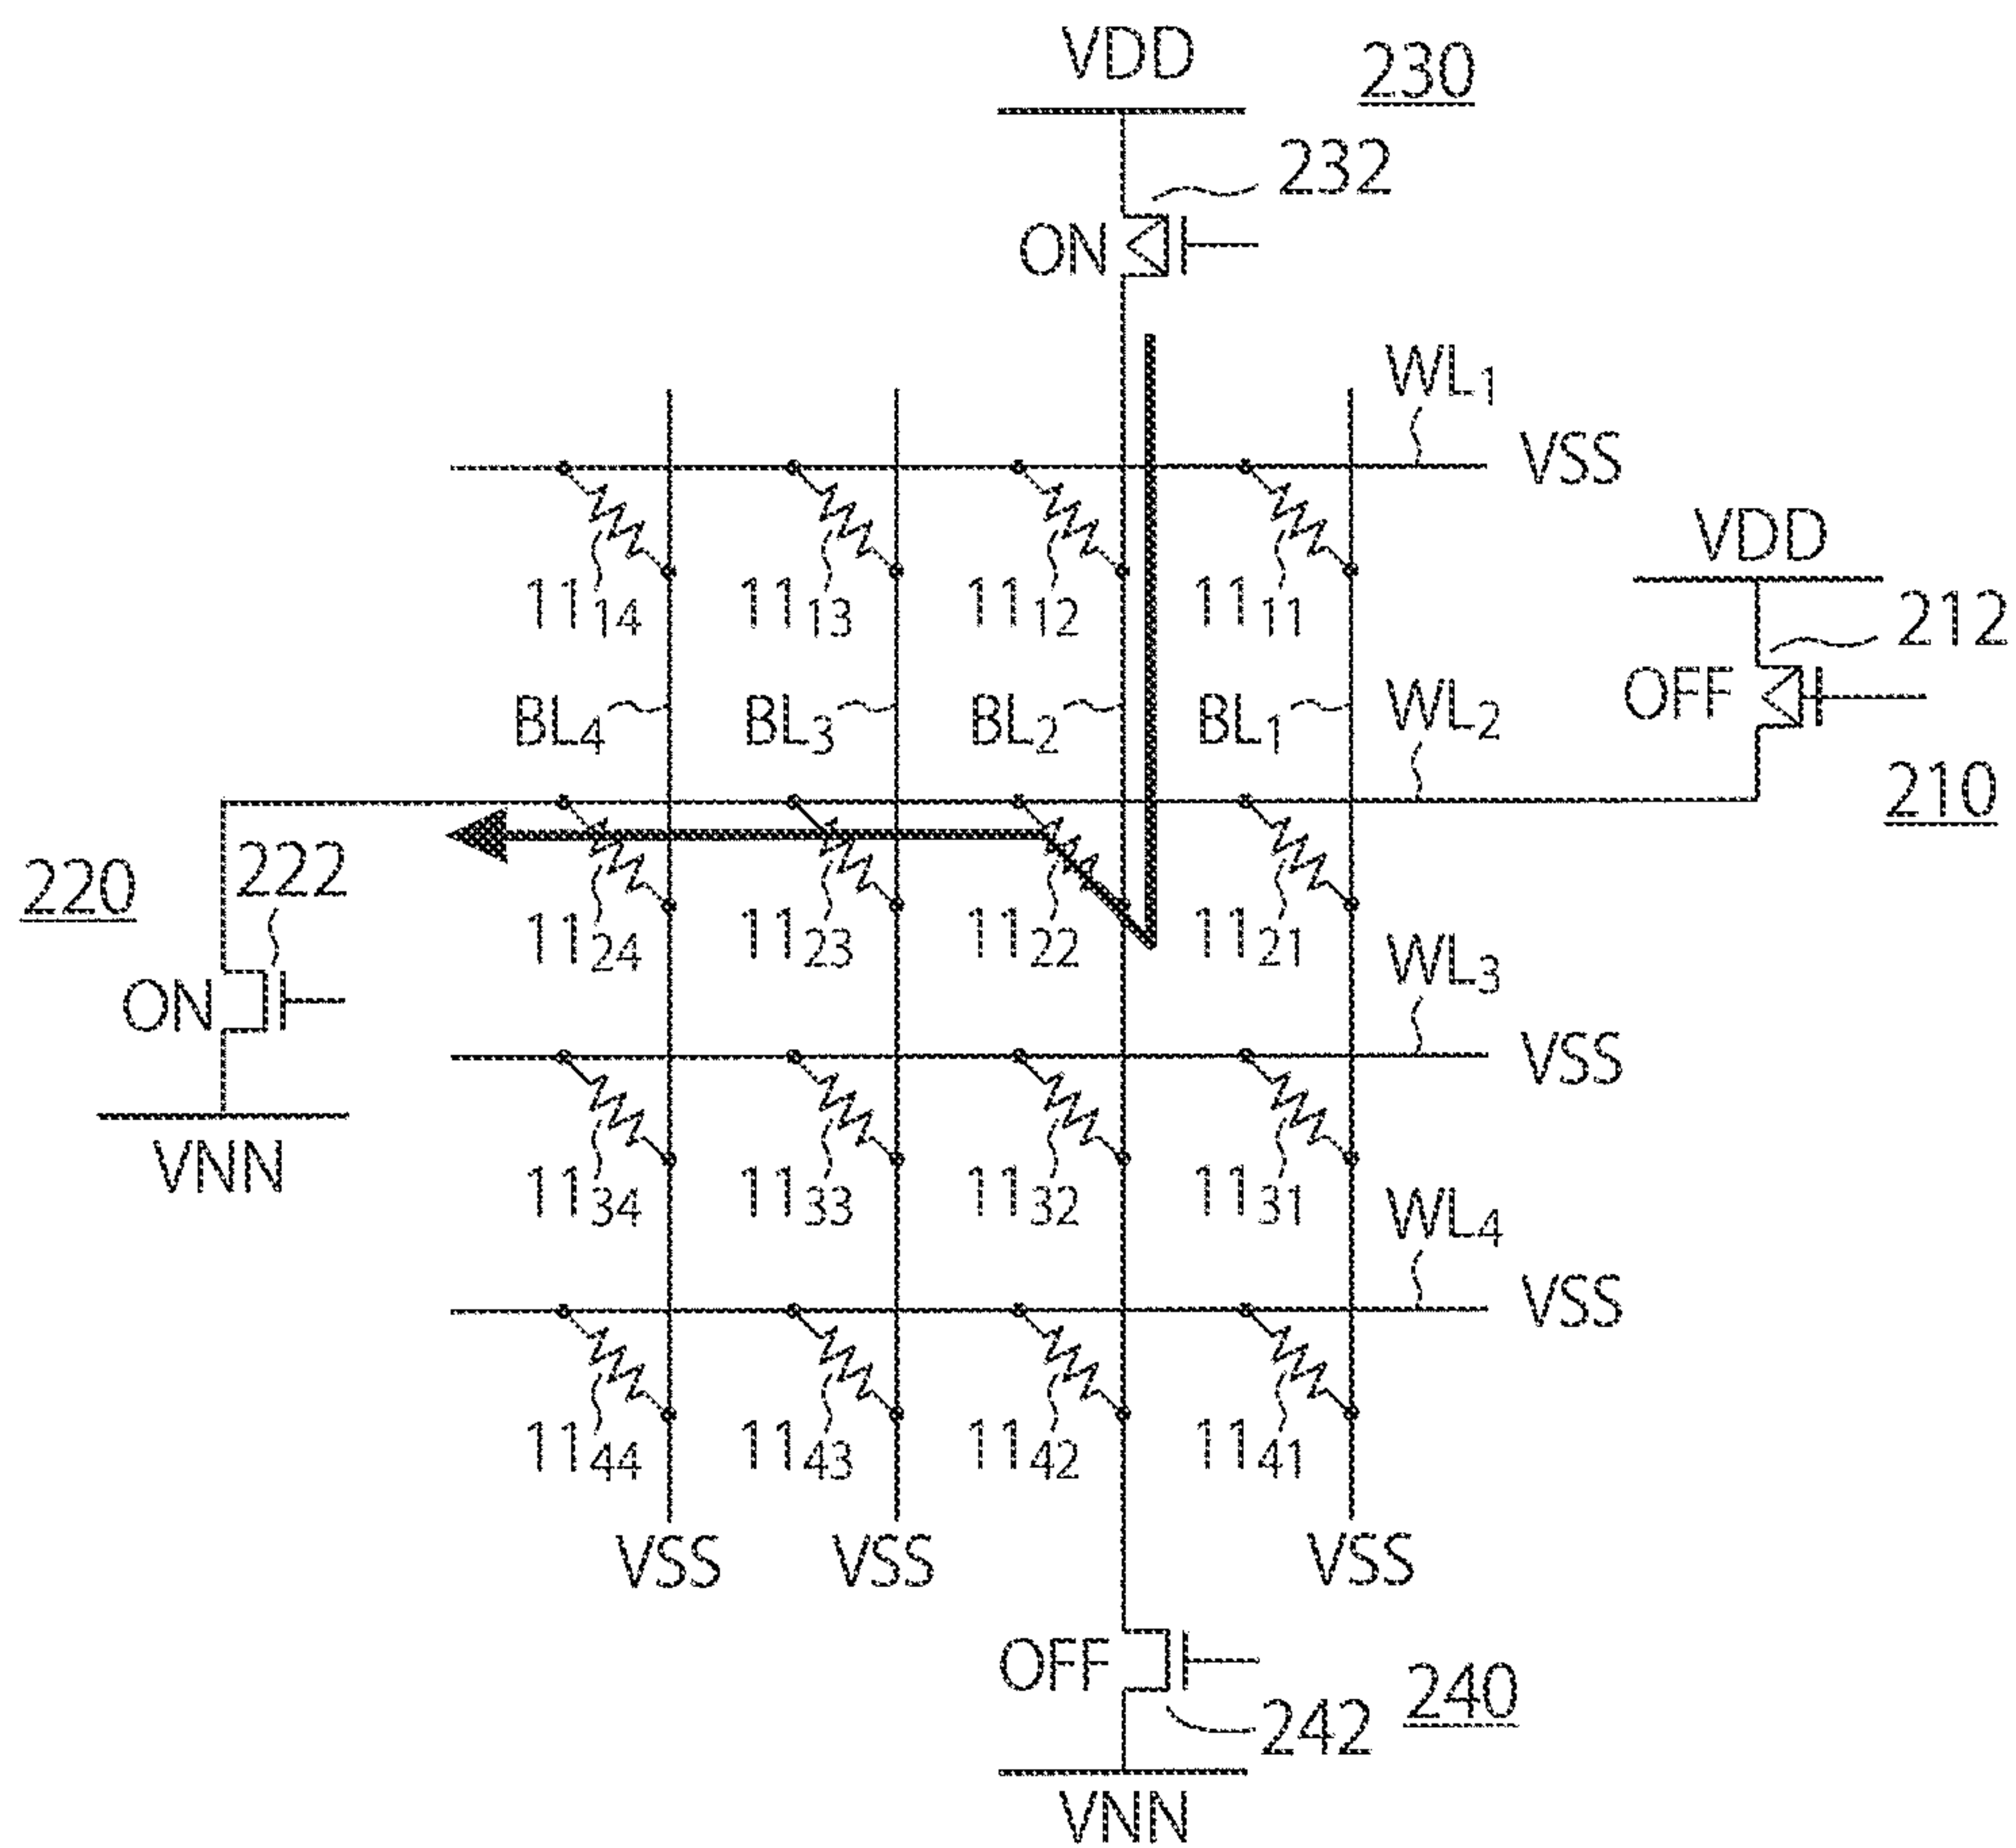 VDD
230
232
ON
WL1
VSS
VDD
1114 1113 1112 1111
212
OFF
BL4 BL3 BL2 BL1 WL2
210
220 222
1124 1123 1122 1121
WL3
ON
VSS
VNN
1134 1133 1132 1131
WL4
VSS
1144 1143 1142 1141
VSS VSS VSS
OFF
240
242
VNN